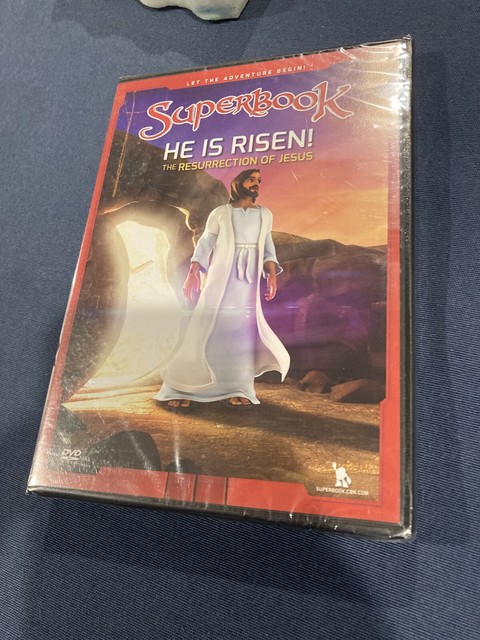 LET THE ADVENTURE BEGIN!
SUPERBOOK
HE IS RISEN!
THE RESURRECTION OF JESUS
DVD
SUPERBOOK.CBN.COM